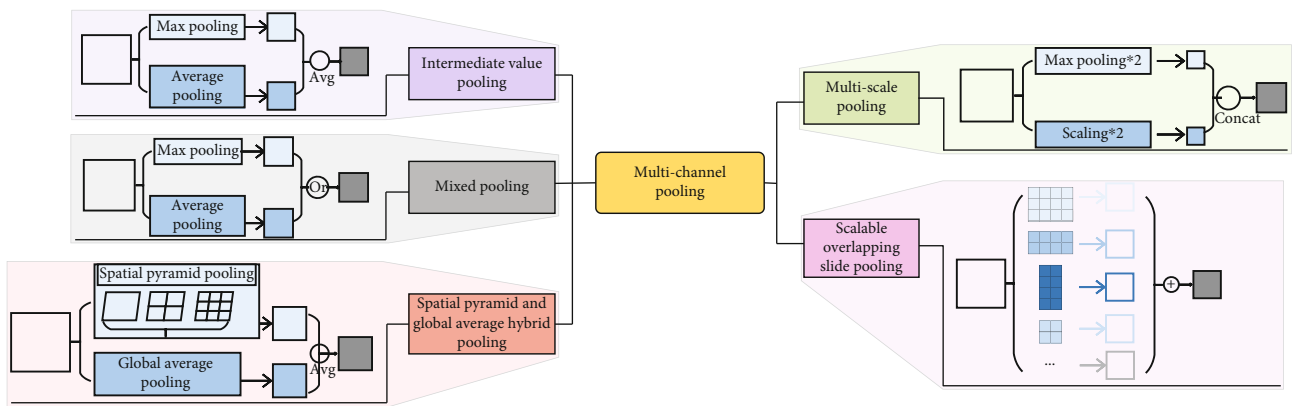 Max pooling
Average
pooling
Avg
Intermediate value
pooling
Max pooling
Average
pooling
Or
Mixed pooling
Spatial pyramid pooling
Global average
pooling
Avg
Spatial pyramid and
global average hybrid
pooling
Multi-channel
pooling
Multi-scale
pooling
Max pooling*2
Scaling*2
Concat
Scalable
overlapping
slide pooling
...
+